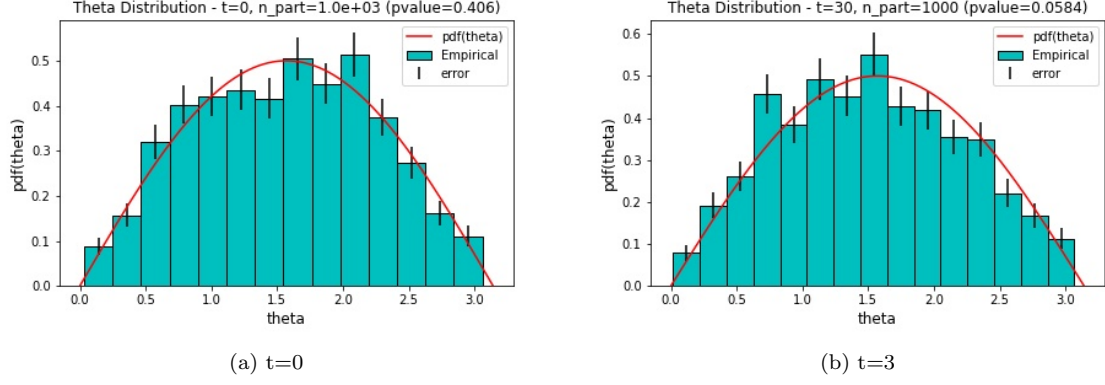 Theta Distribution - t=0, n_part=1.0e+03 (pvalue=0.406)
pdf(theta)
Empirical
error
0.5
0.4
0.3
0.2
0.1
0.0
pdf(theta)
0.0 0.5 1.0 1.5 2.0 2.5 3.0
theta
(a) t=0
Theta Distribution - t=30, n_part=1000 (pvalue=0.0584)
pdf(theta)
Empirical
error
0.6
0.5
0.4
0.3
0.2
0.1
0.0
pdf(theta)
0.0 0.5 1.0 1.5 2.0 2.5 3.0
theta
(b) t=3